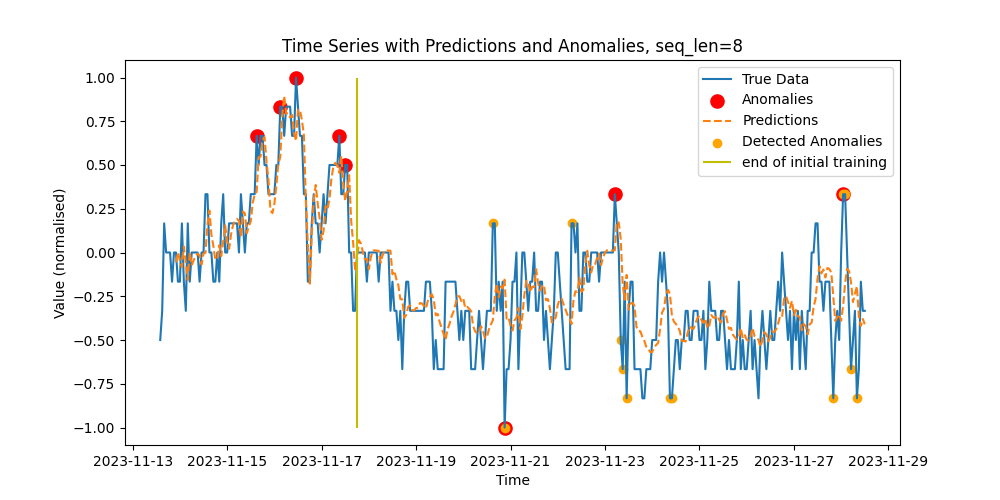 Time Series with Predictions and Anomalies, seq_len=8
True Data
Anomalies
Predictions
Detected Anomalies
end of initial training
Value (normalised)
1.00
0.75
0.50
0.25
0.00
−0.25
−0.50
−0.75
−1.00
2023-11-13 2023-11-15 2023-11-17 2023-11-19 2023-11-21 2023-11-23 2023-11-25 2023-11-27 2023-11-29
Time